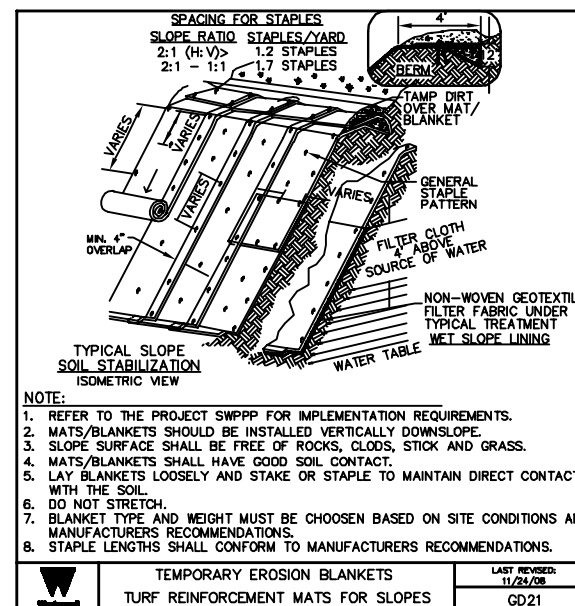 SPACING FOR STAPLES
SLOPE RATIO STAPLES/YARD
2:1 (H:V)> 1.2 STAPLES
2:1 - 1:1 1.7 STAPLES
4'
2'
BERM
TAMP DIRT
OVER MAT/
BLANKET
VARIES
VARIES
VARIES
VARIES
GENERAL
STAPLE
PATTERN
MIN. 4"
OVERLAP
FILTER CLOTH
4' ABOVE
SOURCE OF WATER
NON-WOVEN GEOTEXTIL
FILTER FABRIC UNDER
TYPICAL TREATMENT
WET SLOPE LINING
WATER TABLE
TYPICAL SLOPE
SOIL STABILIZATION
ISOMETRIC VIEW
NOTE:
1. REFER TO THE PROJECT SWPPP FOR IMPLEMENTATION REQUIREMENTS.
2. MATS/BLANKETS SHOULD BE INSTALLED VERTICALLY DOWNSLOPE.
3. SLOPE SURFACE SHALL BE FREE OF ROCKS, CLODS, STICK AND GRASS.
4. MATS/BLANKETS SHALL HAVE GOOD SOIL CONTACT.
5. LAY BLANKETS LOOSELY AND STAKE OR STAPLE TO MAINTAIN DIRECT CONTACT
WITH THE SOIL.
6. DO NOT STRETCH.
7. BLANKET TYPE AND WEIGHT MUST BE CHOOSEN BASED ON SITE CONDITIONS A
MANUFACTURERS RECOMMENDATIONS.
8. STAPLE LENGTHS SHALL CONFORM TO MANUFACTURERS RECOMMENDATIONS.
TEMPORARY EROSION BLANKETS
TURF REINFORCEMENT MATS FOR SLOPES
LAST REVISED:
11/24/08
GD21